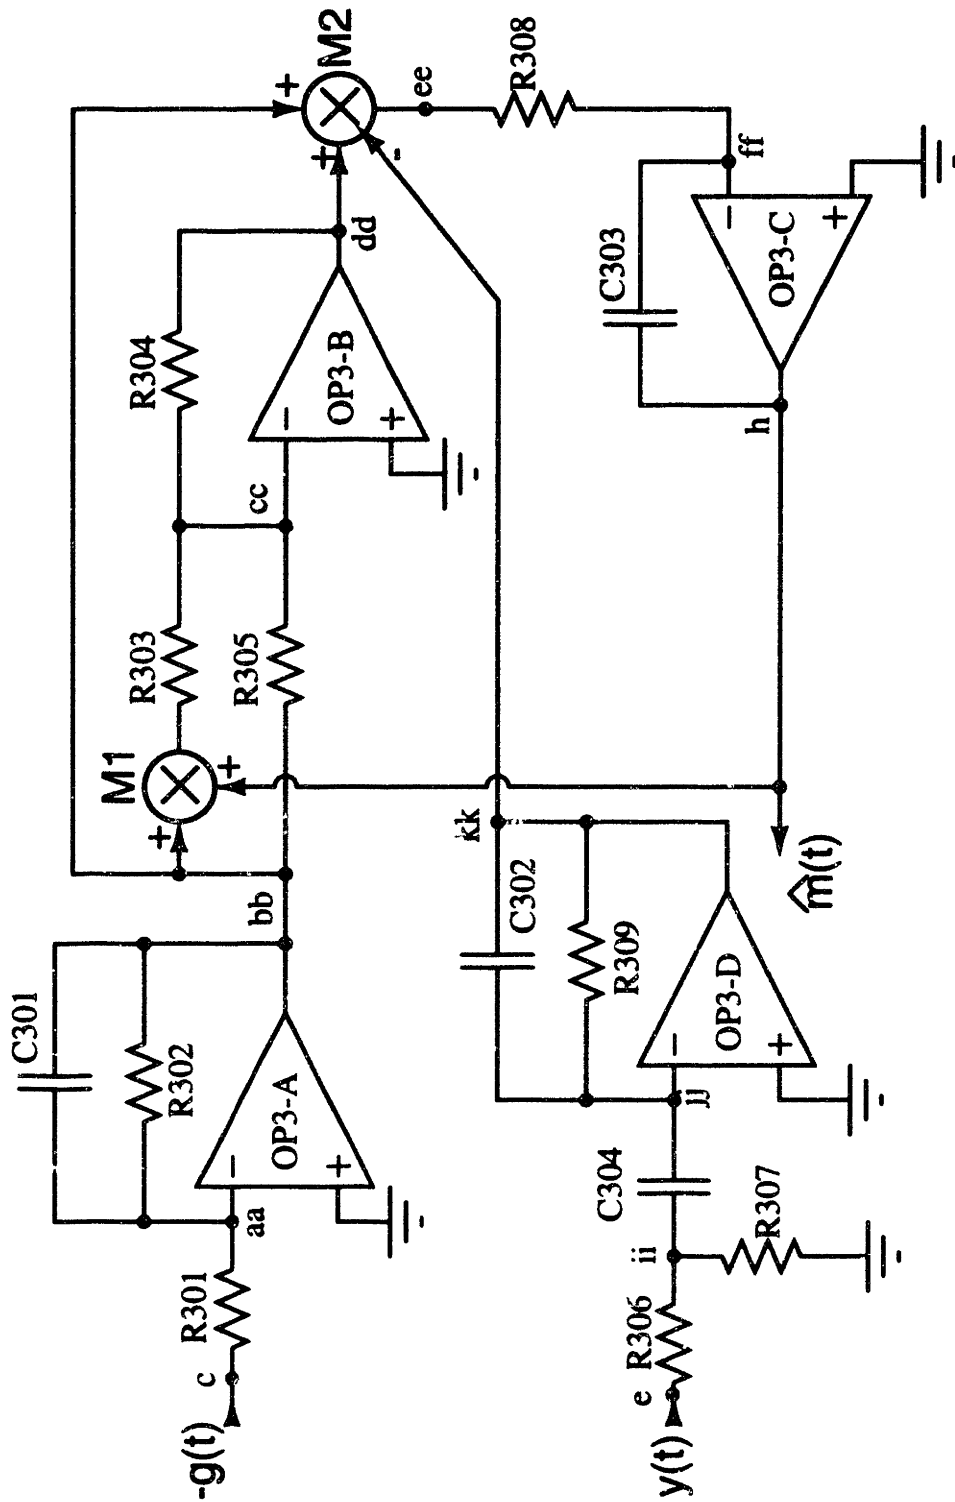 -g(t)
c
R301
aa
C301
R302
OP3-A
−
+
bb
M1
+
+
R303
R305
cc
R304
OP3-B
−
+
dd
M2
+
+
-
ee
R308
ff
C303
OP3-C
−
+
h
m̂(t)
y(t)
e
R306
ii
R307
C304
jj
C302
R309
OP3-D
−
+
kk